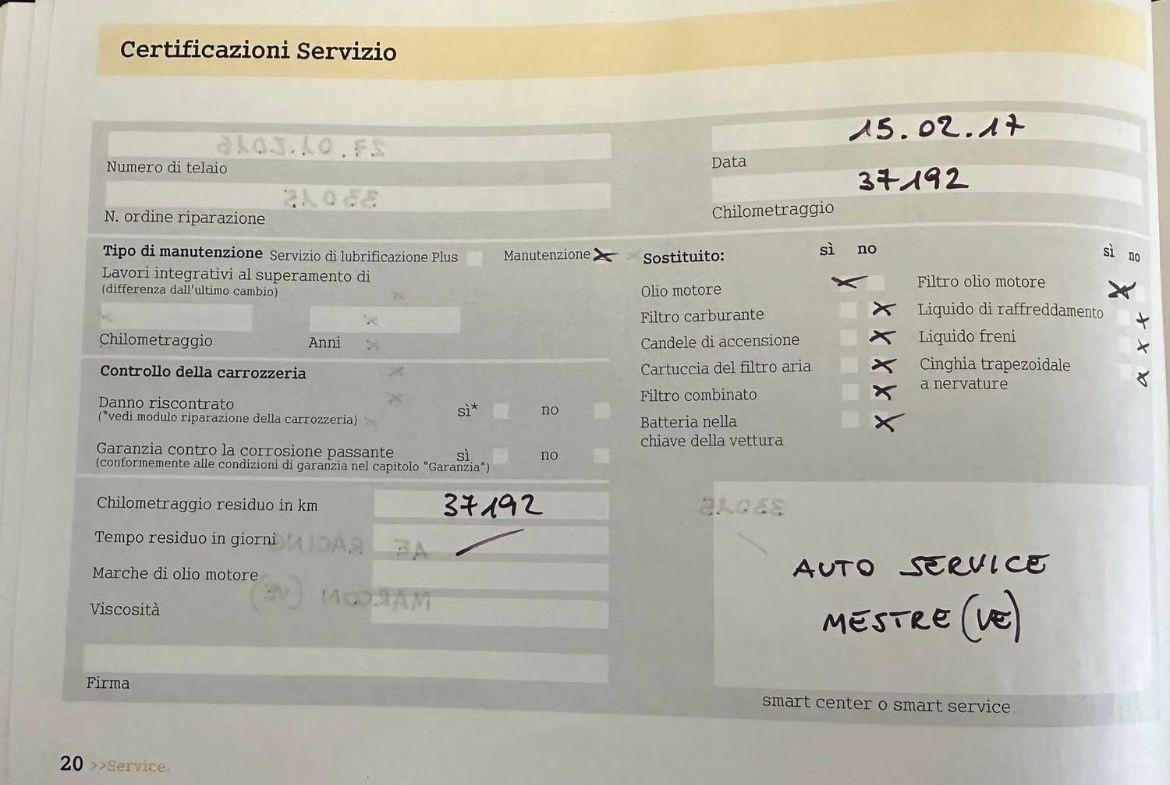 Certificazioni Servizio
Numero di telaio
N. ordine riparazione
15.02.17
Data
37192
Chilometraggio
Tipo di manutenzione Servizio di lubrificazione Plus Manutenzione
Lavori integrativi al superamento di
(differenza dall'ultimo cambio)
Chilometraggio Anni
Controllo della carrozzeria
Danno riscontrato sì* no
(*vedi modulo riparazione della carrozzeria)
Garanzia contro la corrosione passante sì no
(conformemente alle condizioni di garanzia nel capitolo "Garanzia")
Sostituito: sì no
Olio motore
Filtro carburante
Candele di accensione
Cartuccia del filtro aria
Filtro combinato
Batteria nella
chiave della vettura
sì no
Filtro olio motore
Liquido di raffreddamento
Liquido freni
Cinghia trapezoidale
a nervature
Chilometraggio residuo in km 37192
Tempo residuo in giorni
Marche di olio motore
Viscosità
Firma
AUTO SERVICE
MESTRE (VE)
smart center o smart service
20 >>Service.